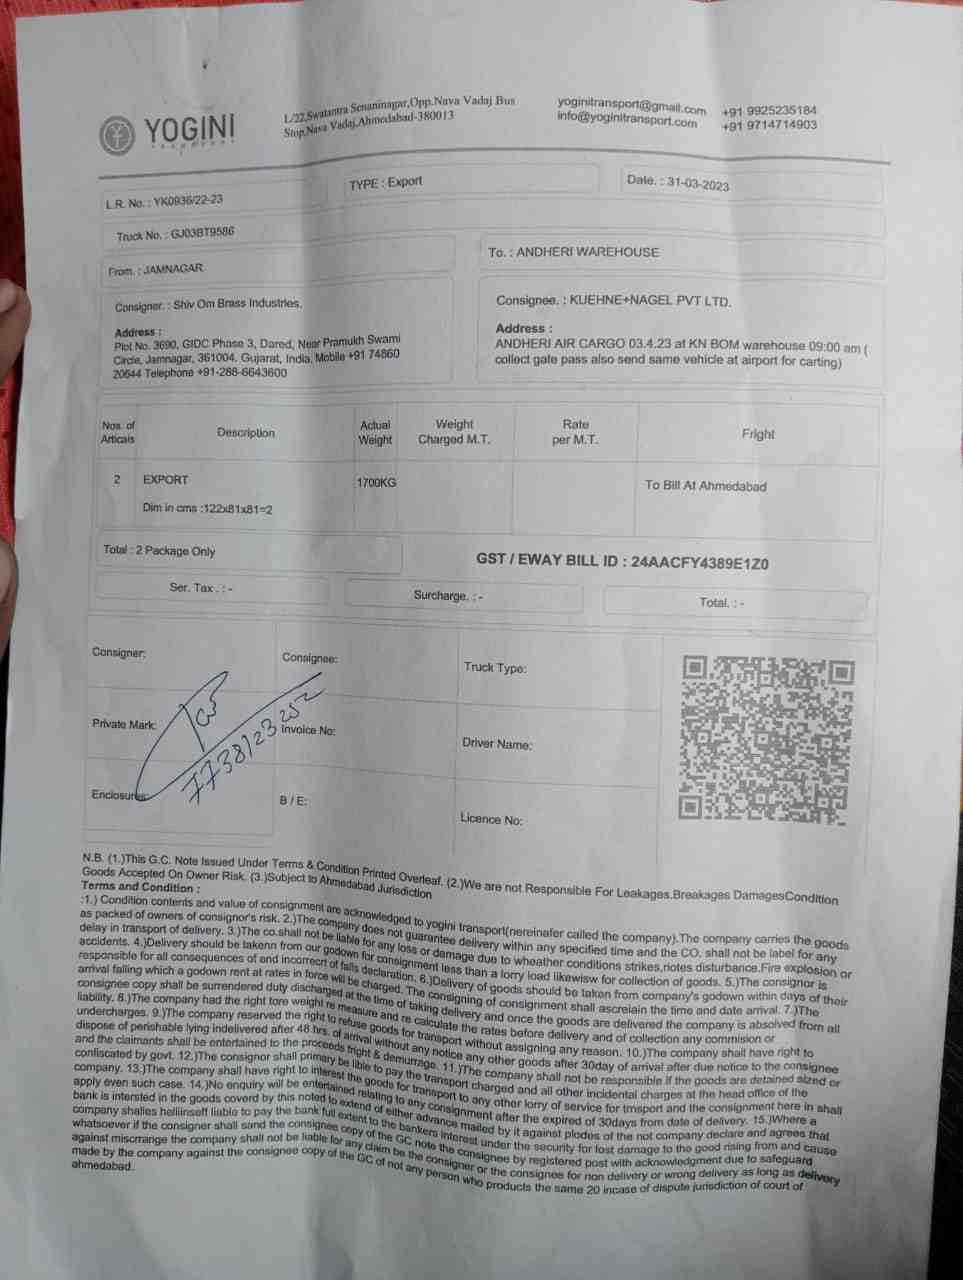 YOGINI
L/22,Swatantra Senaninagar,Opp.Nava Vadaj Bus
Stop,Nava Vadaj,Ahmedabad-380013
yoginitransport@gmail.com
info@yoginitransport.com
+91 9925235184
+91 9714714903
L.R. No. : YK0936/22-23
TYPE : Export
Date. : 31-03-2023
Truck No. : GJ03BT9586
From. : JAMNAGAR
To. : ANDHERI WAREHOUSE
Consigner. : Shiv Om Brass Industries.
Address :
Plot No. 3690, GIDC Phase 3, Dared, Near Pramukh Swami
Circle, Jamnagar, 361004. Gujarat, India. Mobile +91 74860
20644 Telephone +91-288-6643600
Consignee. : KUEHNE+NAGEL PVT LTD.
Address :
ANDHERI AIR CARGO 03.4.23 at KN BOM warehouse 09:00 am (
collect gate pass also send same vehicle at airport for carting)
Nos. of
Articals
Description
Actual
Weight
Weight
Charged M.T.
Rate
per M.T.
Fright
2
EXPORT
1700KG
To Bill At Ahmedabad
Dim in cms :122x81x81=2
Total : 2 Package Only
GST / EWAY BILL ID : 24AACFY4389E1Z0
Ser. Tax . : -
Surcharge. : -
Total. : -
Consigner:
Consignee:
Truck Type:
Private Mark:
Invoice No:
Driver Name:
7738123252
Enclosures:
B / E:
Licence No:
N.B. (1.)This G.C. Note Issued Under Terms & Condition Printed Overleaf. (2.)We are not Responsible For Leakages.Breakages DamagesCondition
Goods Accepted On Owner Risk. (3.)Subject to Ahmedabad Jurisdiction
Terms and Condition :
:1.) Condition contents and value of consignment are acknowledged to yogini transport(nereinafer called the company).The company carries the goods
as packed of owners of consignor's risk. 2.)The company does not guarantee delivery within any specified time and the CO. shall not be label for any
delay in transport of delivery. 3.)The co.shall not be liable for any loss or damage due to wheather conditions strikes,riotes disturbance.Fire explosion or
accidents. 4.)Delivery should be takenn from our godown for consignment less than a lorry load likewisw for collection of goods. 5.)The consignor is
responsible for all consequences of and incorrecrt of falls declaration. 6.)Delivery of goods should be taken from company's godown within days of their
arrival falling which a godown rent at rates in force will be charged. The consigning of consignment shall ascreiain the time and date arrival. 7.)The
consignee copy shall be surrendered duty discharged at the time of taking delivery and once the goods are delivered the company is absolved from all
liability. 8.)The company had the right tore weight re measure and re calculate the rates before delivery and of collection any commision or
undercharges. 9.)The company reserved the right to refuse goods for transport without assigning any reason. 10.)The company shall have right to
dispose of perishable lying indelivered after 48 hrs. of arrival without any notice any other goods after 30day of arrival after due notice to the consignee
and the claimants shall be entertained to the proceeds fright & demurrage. 11.)The company shall not be responsible if the goods are detained sized or
confiscated by govt. 12.)The consignor shall primary be lible to pay the transport charged and all other incidental charges at the head office of the
company. 13.)The company shall have right to interest the goods for transport to any other lorry of service for tmsport and the consignment here in shall
apply even such case. 14.)No enquiry will be entertained relating to any consignment after the expired of 30days from date of delivery. 15.)Where a
bank is intersted in the goods coverd by this noted to extend of either advance mailed by it against plodes of the not company declare and agrees that
company shalles helliinseff liable to pay the bank full extent to the bankers interest under the security for lost damage to the good rising from and cause
whatsoever if the consigner shall sand the consignee copy of the GC note the consignee by registered post with acknowledgment due to safeguard
against miscrrange the company shall not be liable for any claim be the consigner or the consignee for non delivery or wrong delivery as long as delivery
made by the company against the consignee copy of the GC of not any person who products the same 20 incase of dispute jurisdiction of court of
ahmedabad.